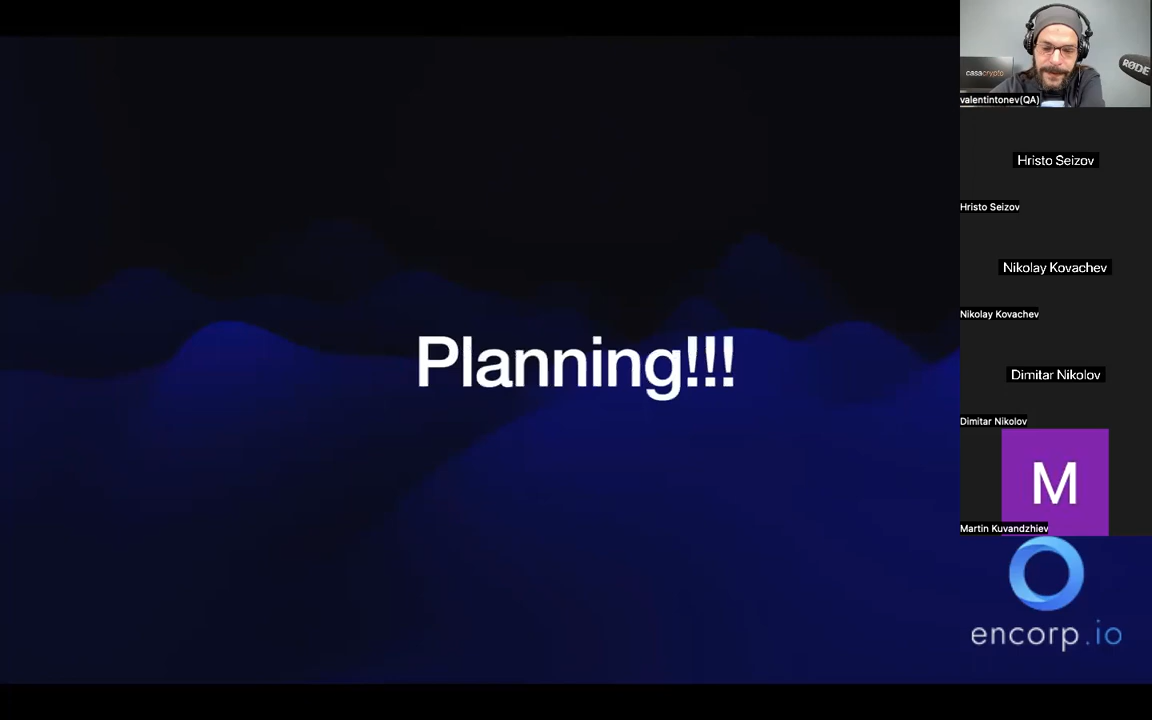 Planning!!!
casacrypto
RØDE
valentintonev(QA)
Hristo Seizov
Hristo Seizov
Nikolay Kovachev
Nikolay Kovachev
Dimitar Nikolov
Dimitar Nikolov
M
Martin Kuvandzhiev
encorp.io